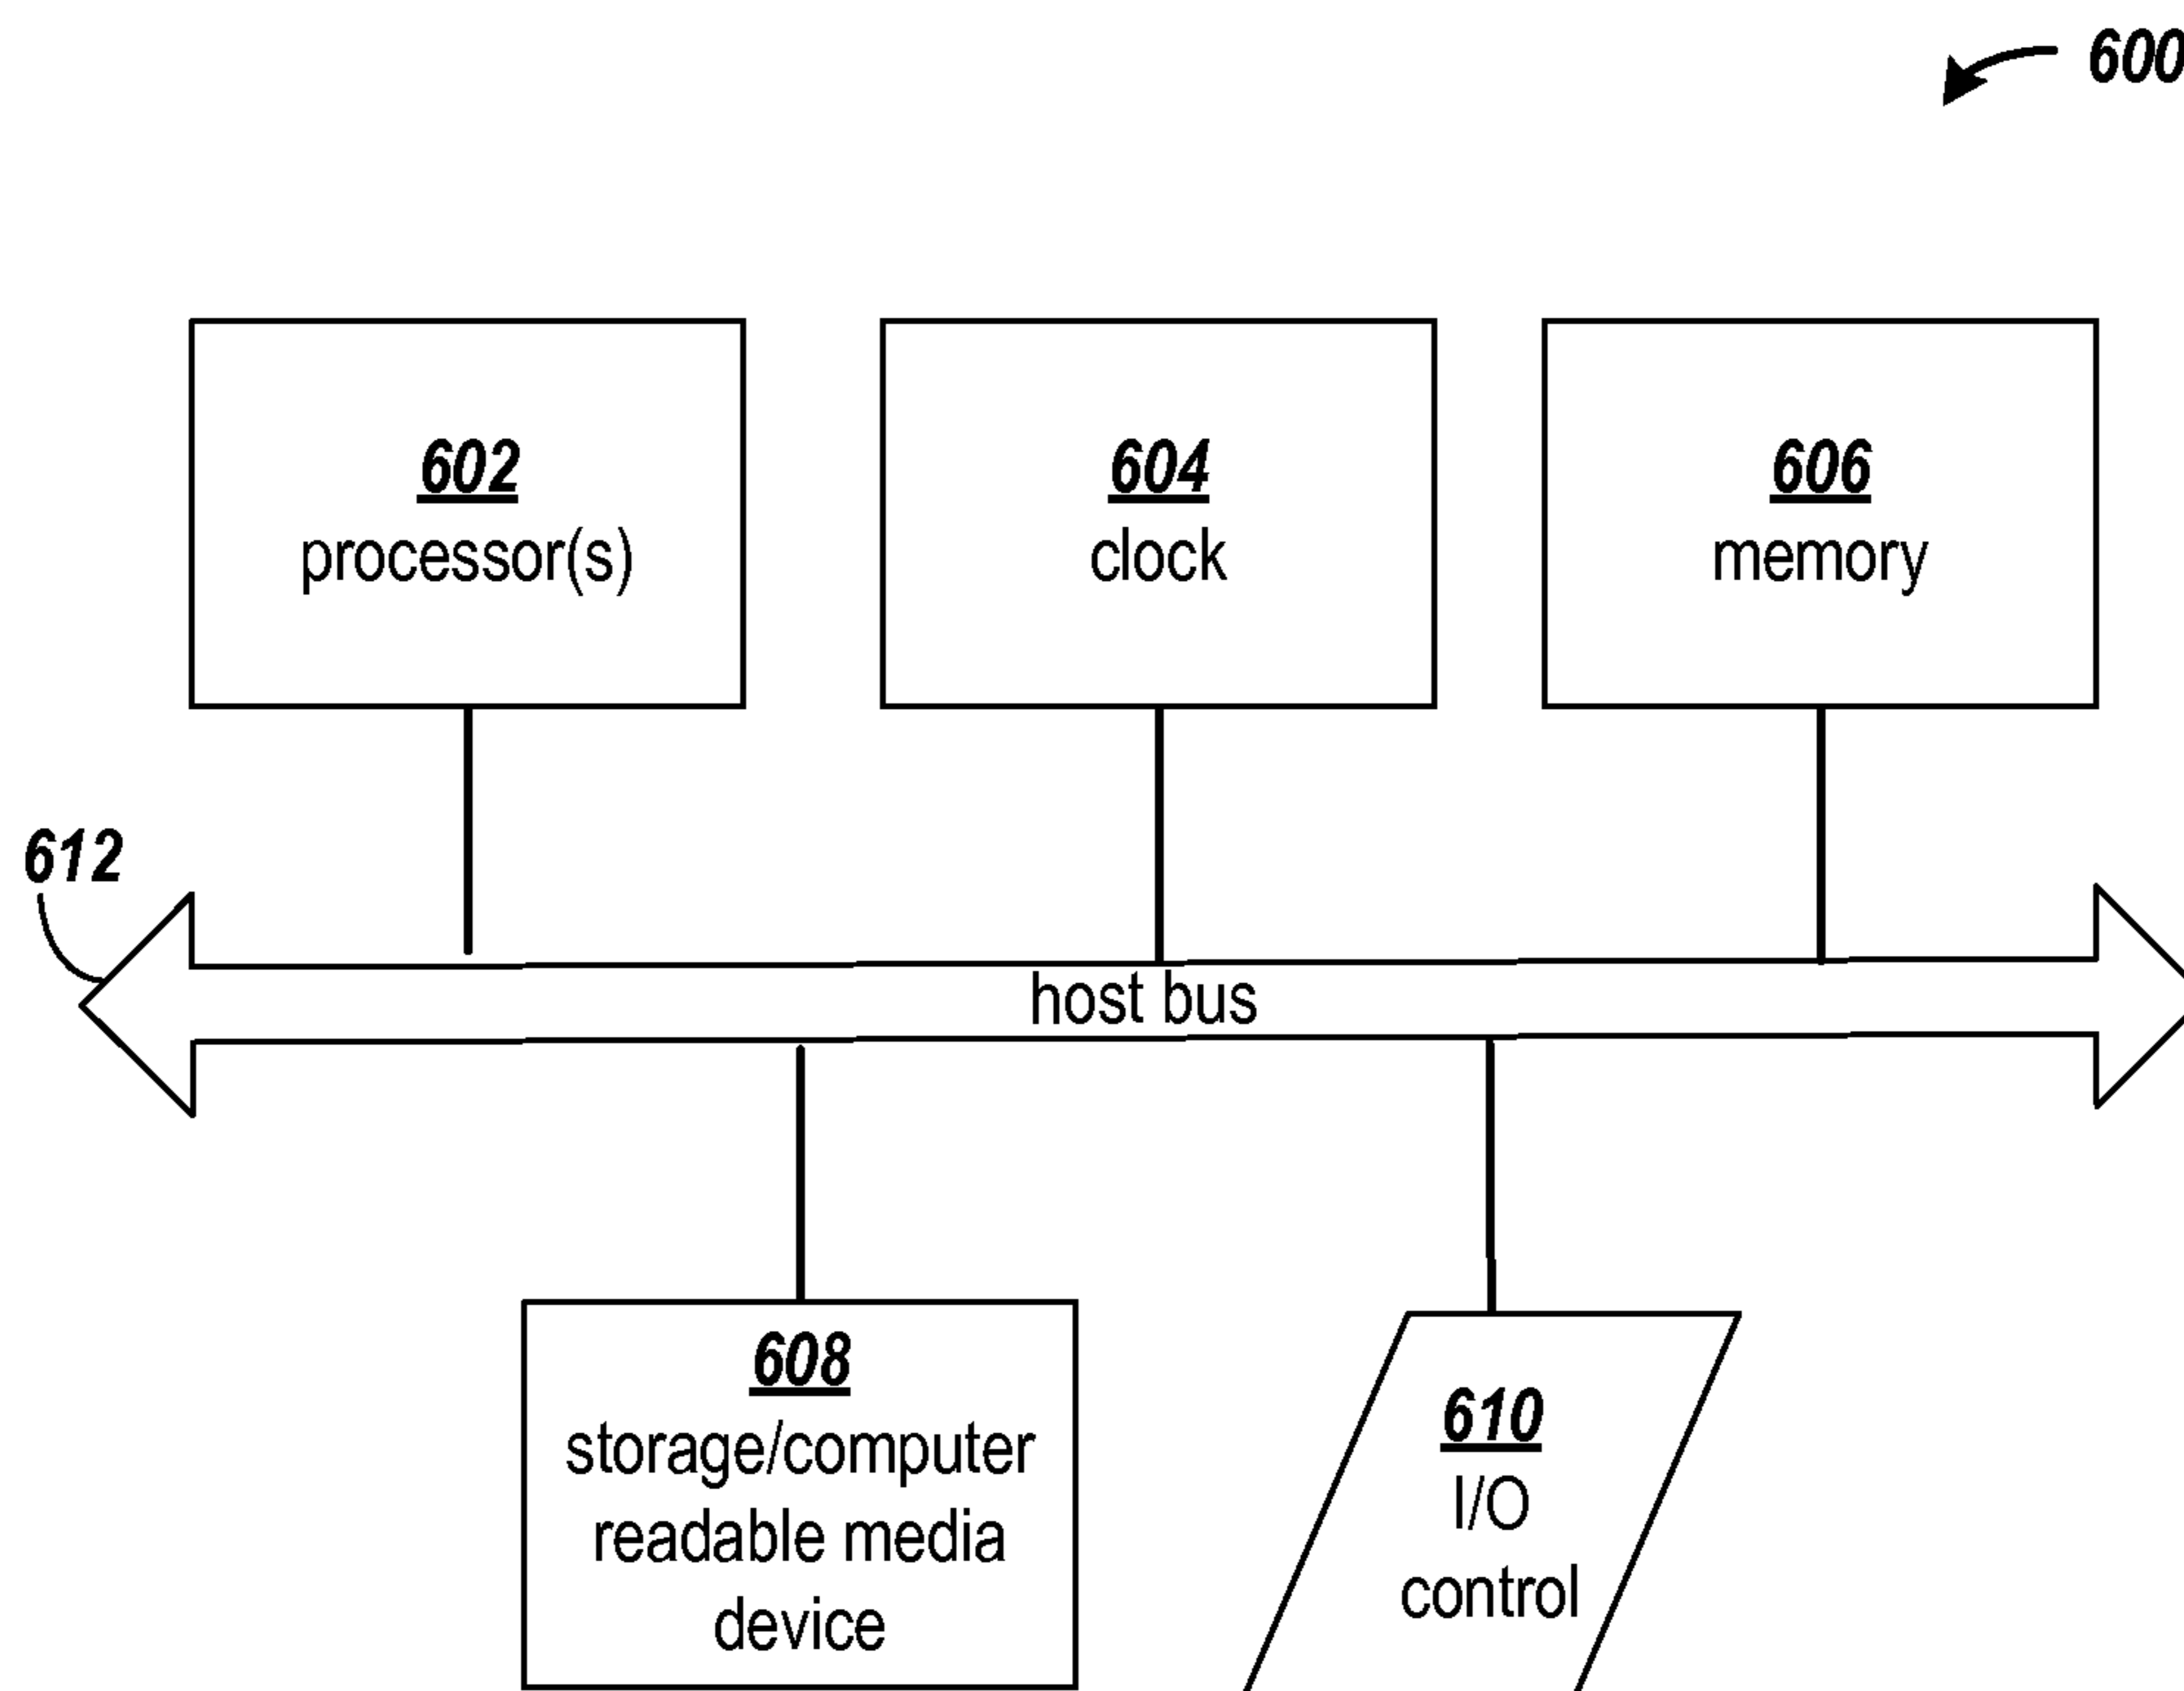 600
602
processor(s)
604
clock
606
memory
612
host bus
608
storage/computer
readable media
device
610
I/O
control